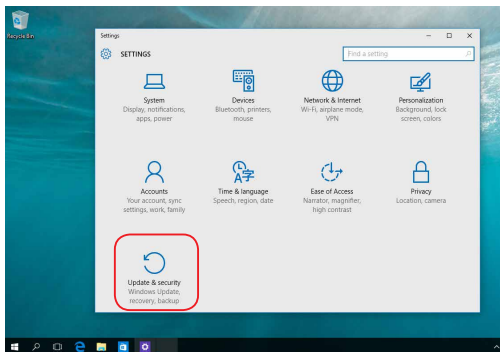 Recycle Bin
Settings
SETTINGS
Find a setting
System
Display, notifications,
apps, power
Devices
Bluetooth, printers,
mouse
Network & Internet
Wi-Fi, airplane mode,
VPN
Personalization
Background, lock
screen, colors
Accounts
Your account, sync
settings, work, family
Time & language
Speech, region, date
Ease of Access
Narrator, magnifier,
high contrast
Privacy
Location, camera
Update & security
Windows Update,
recovery, backup